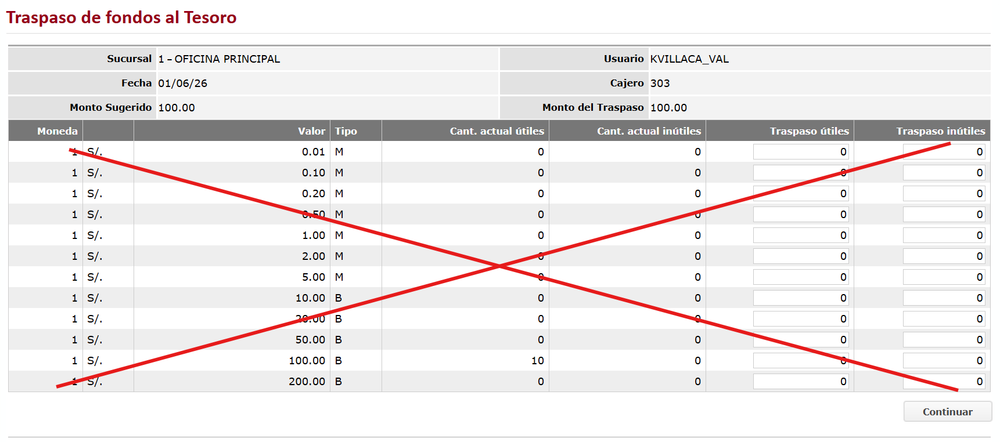 Traspaso de fondos al Tesoro
Sucursal 1 - OFICINA PRINCIPAL Usuario KVILLACA_VAL
Fecha 01/06/26 Cajero 303
Monto Sugerido 100.00 Monto del Traspaso 100.00
Moneda Valor Tipo Cant. actual útiles Cant. actual inútiles Traspaso útiles Traspaso inútiles
1 S/. 0.01 M 0 0 0 0
1 S/. 0.10 M 0 0 0 0
1 S/. 0.20 M 0 0 0 0
1 S/. 0.50 M 0 0 0 0
1 S/. 1.00 M 0 0 0 0
1 S/. 2.00 M 0 0 0 0
1 S/. 5.00 M 0 0 0 0
1 S/. 10.00 B 0 0 0 0
1 S/. 20.00 B 0 0 0 0
1 S/. 50.00 B 0 0 0 0
1 S/. 100.00 B 10 0 0 0
1 S/. 200.00 B 0 0 0 0
Continuar